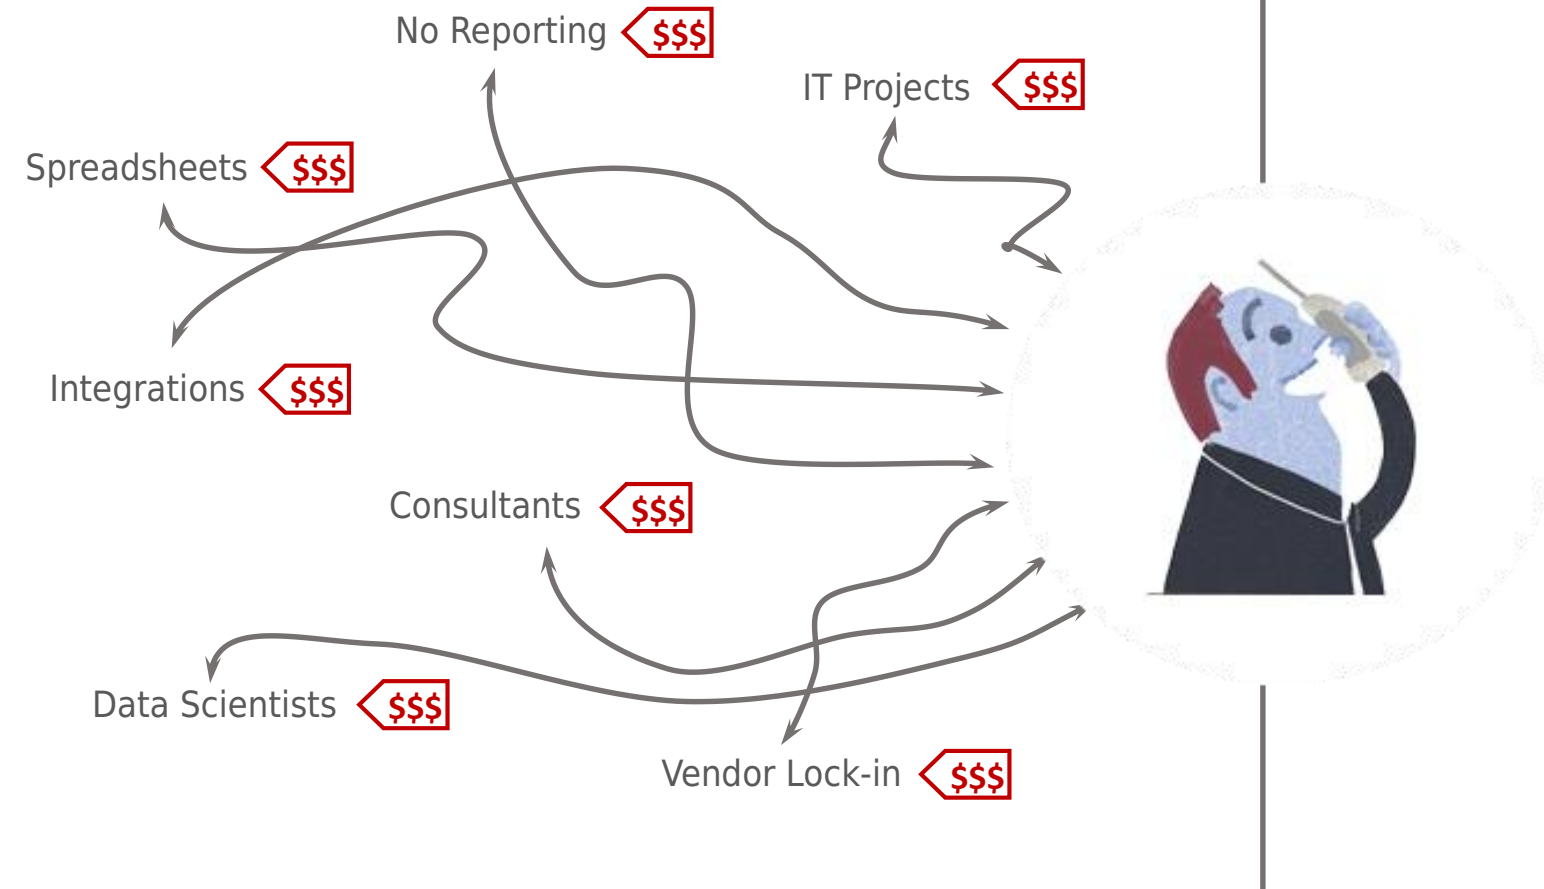 No Reporting $$$
IT Projects $$$
Spreadsheets $$$
Integrations $$$
Consultants $$$
Data Scientists $$$
Vendor Lock-in $$$